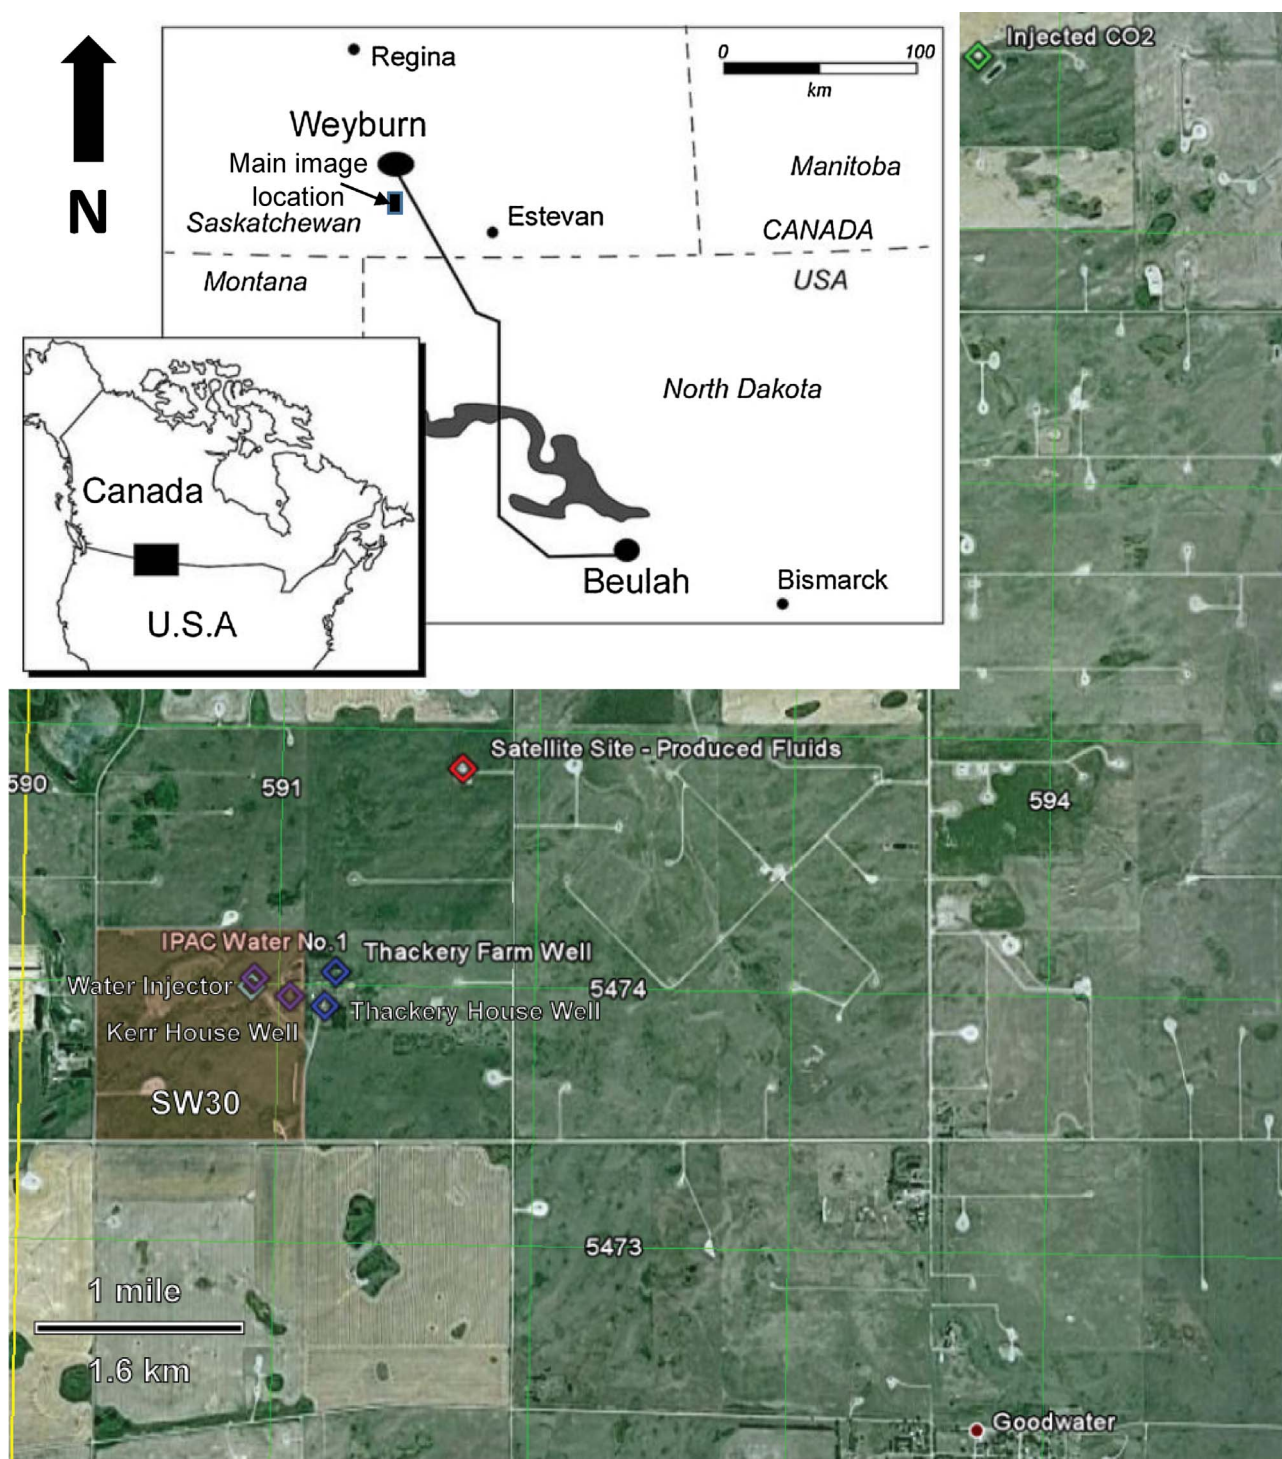 N
Regina
0 100
km
Injected CO2
Weyburn
Main image
location
Saskatchewan
Manitoba
Estevan
CANADA
Montana
USA
North Dakota
Canada
U.S.A
Beulah
Bismarck
Satellite Site - Produced Fluids
590
591
594
IPAC Water No.1
Thackery Farm Well
Water Injector
5474
Thackery House Well
Kerr House Well
SW30
5473
1 mile
1.6 km
Goodwater